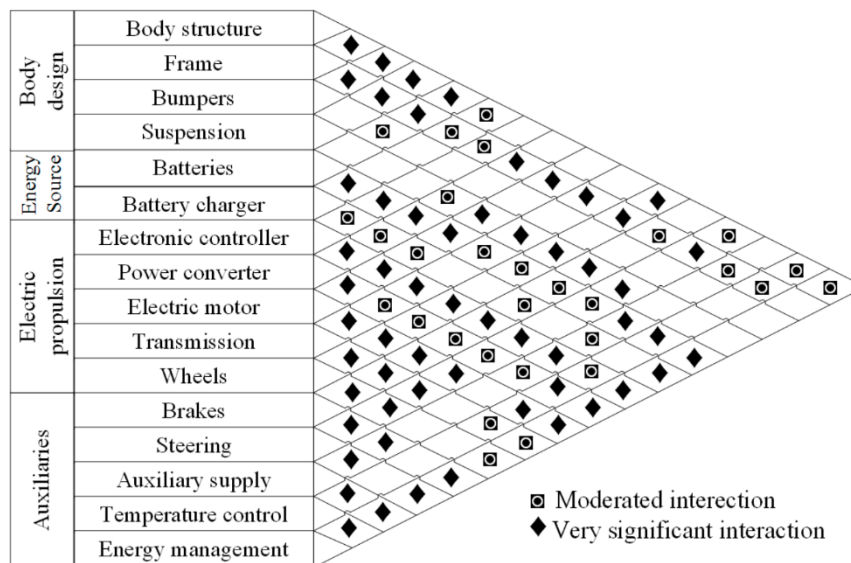 Body design
Body structure
Frame
Bumpers
Suspension
Energy Source
Batteries
Battery charger
Electric propulsion
Electronic controller
Power converter
Electric motor
Transmission
Wheels
Auxiliaries
Brakes
Steering
Auxiliary supply
Temperature control
Energy management
Moderated interection
Very significant interaction